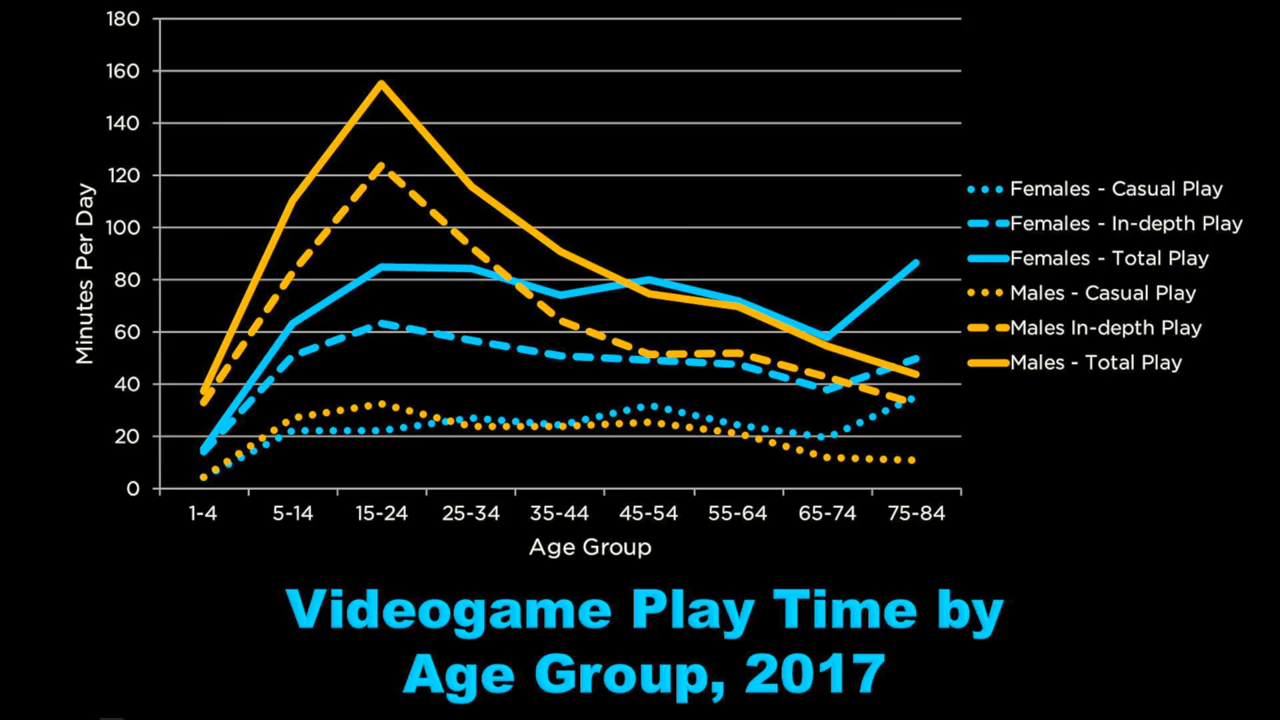 180
160
140
120
100
80
60
40
20
0
Minutes Per Day
1-4 5-14 15-24 25-34 35-44 45-54 55-64 65-74 75-84
Age Group
Females - Casual Play
Females - In-depth Play
Females - Total Play
Males - Casual Play
Males In-depth Play
Males - Total Play
Videogame Play Time by
Age Group, 2017